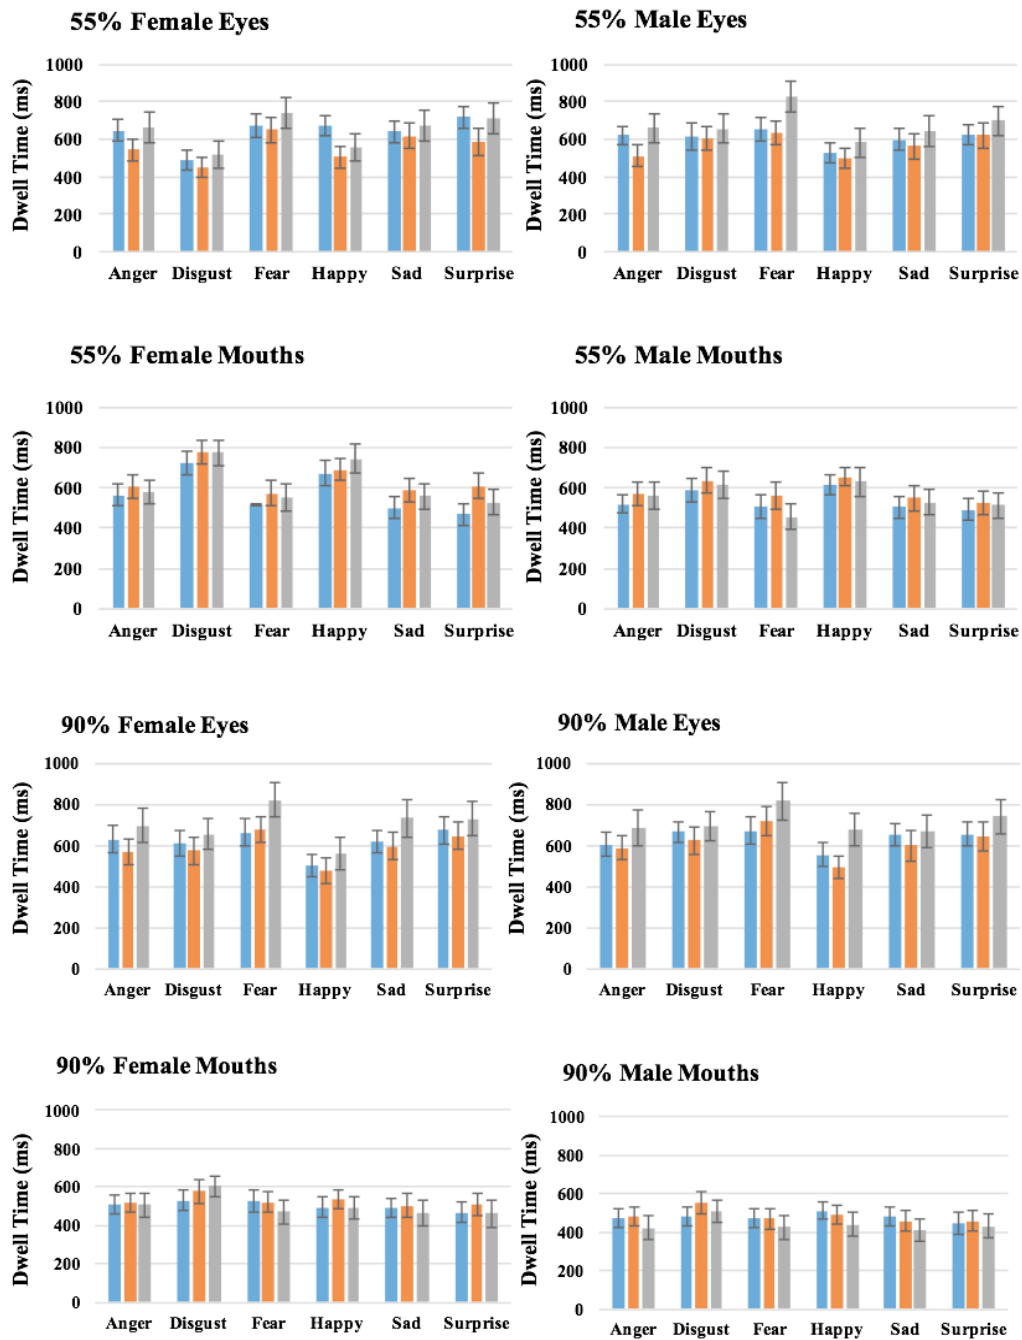 55% Female Eyes
Dwell Time (ms)
1000
800
600
400
200
0
Anger Disgust Fear Happy Sad Surprise
55% Male Eyes
Dwell Time (ms)
1000
800
600
400
200
0
Anger Disgust Fear Happy Sad Surprise
55% Female Mouths
Dwell Time (ms)
1000
800
600
400
200
0
Anger Disgust Fear Happy Sad Surprise
55% Male Mouths
Dwell Time (ms)
1000
800
600
400
200
0
Anger Disgust Fear Happy Sad Surprise
90% Female Eyes
Dwell Time (ms)
1000
800
600
400
200
0
Anger Disgust Fear Happy Sad Surprise
90% Male Eyes
Dwell Time (ms)
1000
800
600
400
200
0
Anger Disgust Fear Happy Sad Surprise
90% Female Mouths
Dwell Time (ms)
1000
800
600
400
200
0
Anger Disgust Fear Happy Sad Surprise
90% Male Mouths
Dwell Time (ms)
1000
800
600
400
200
0
Anger Disgust Fear Happy Sad Surprise